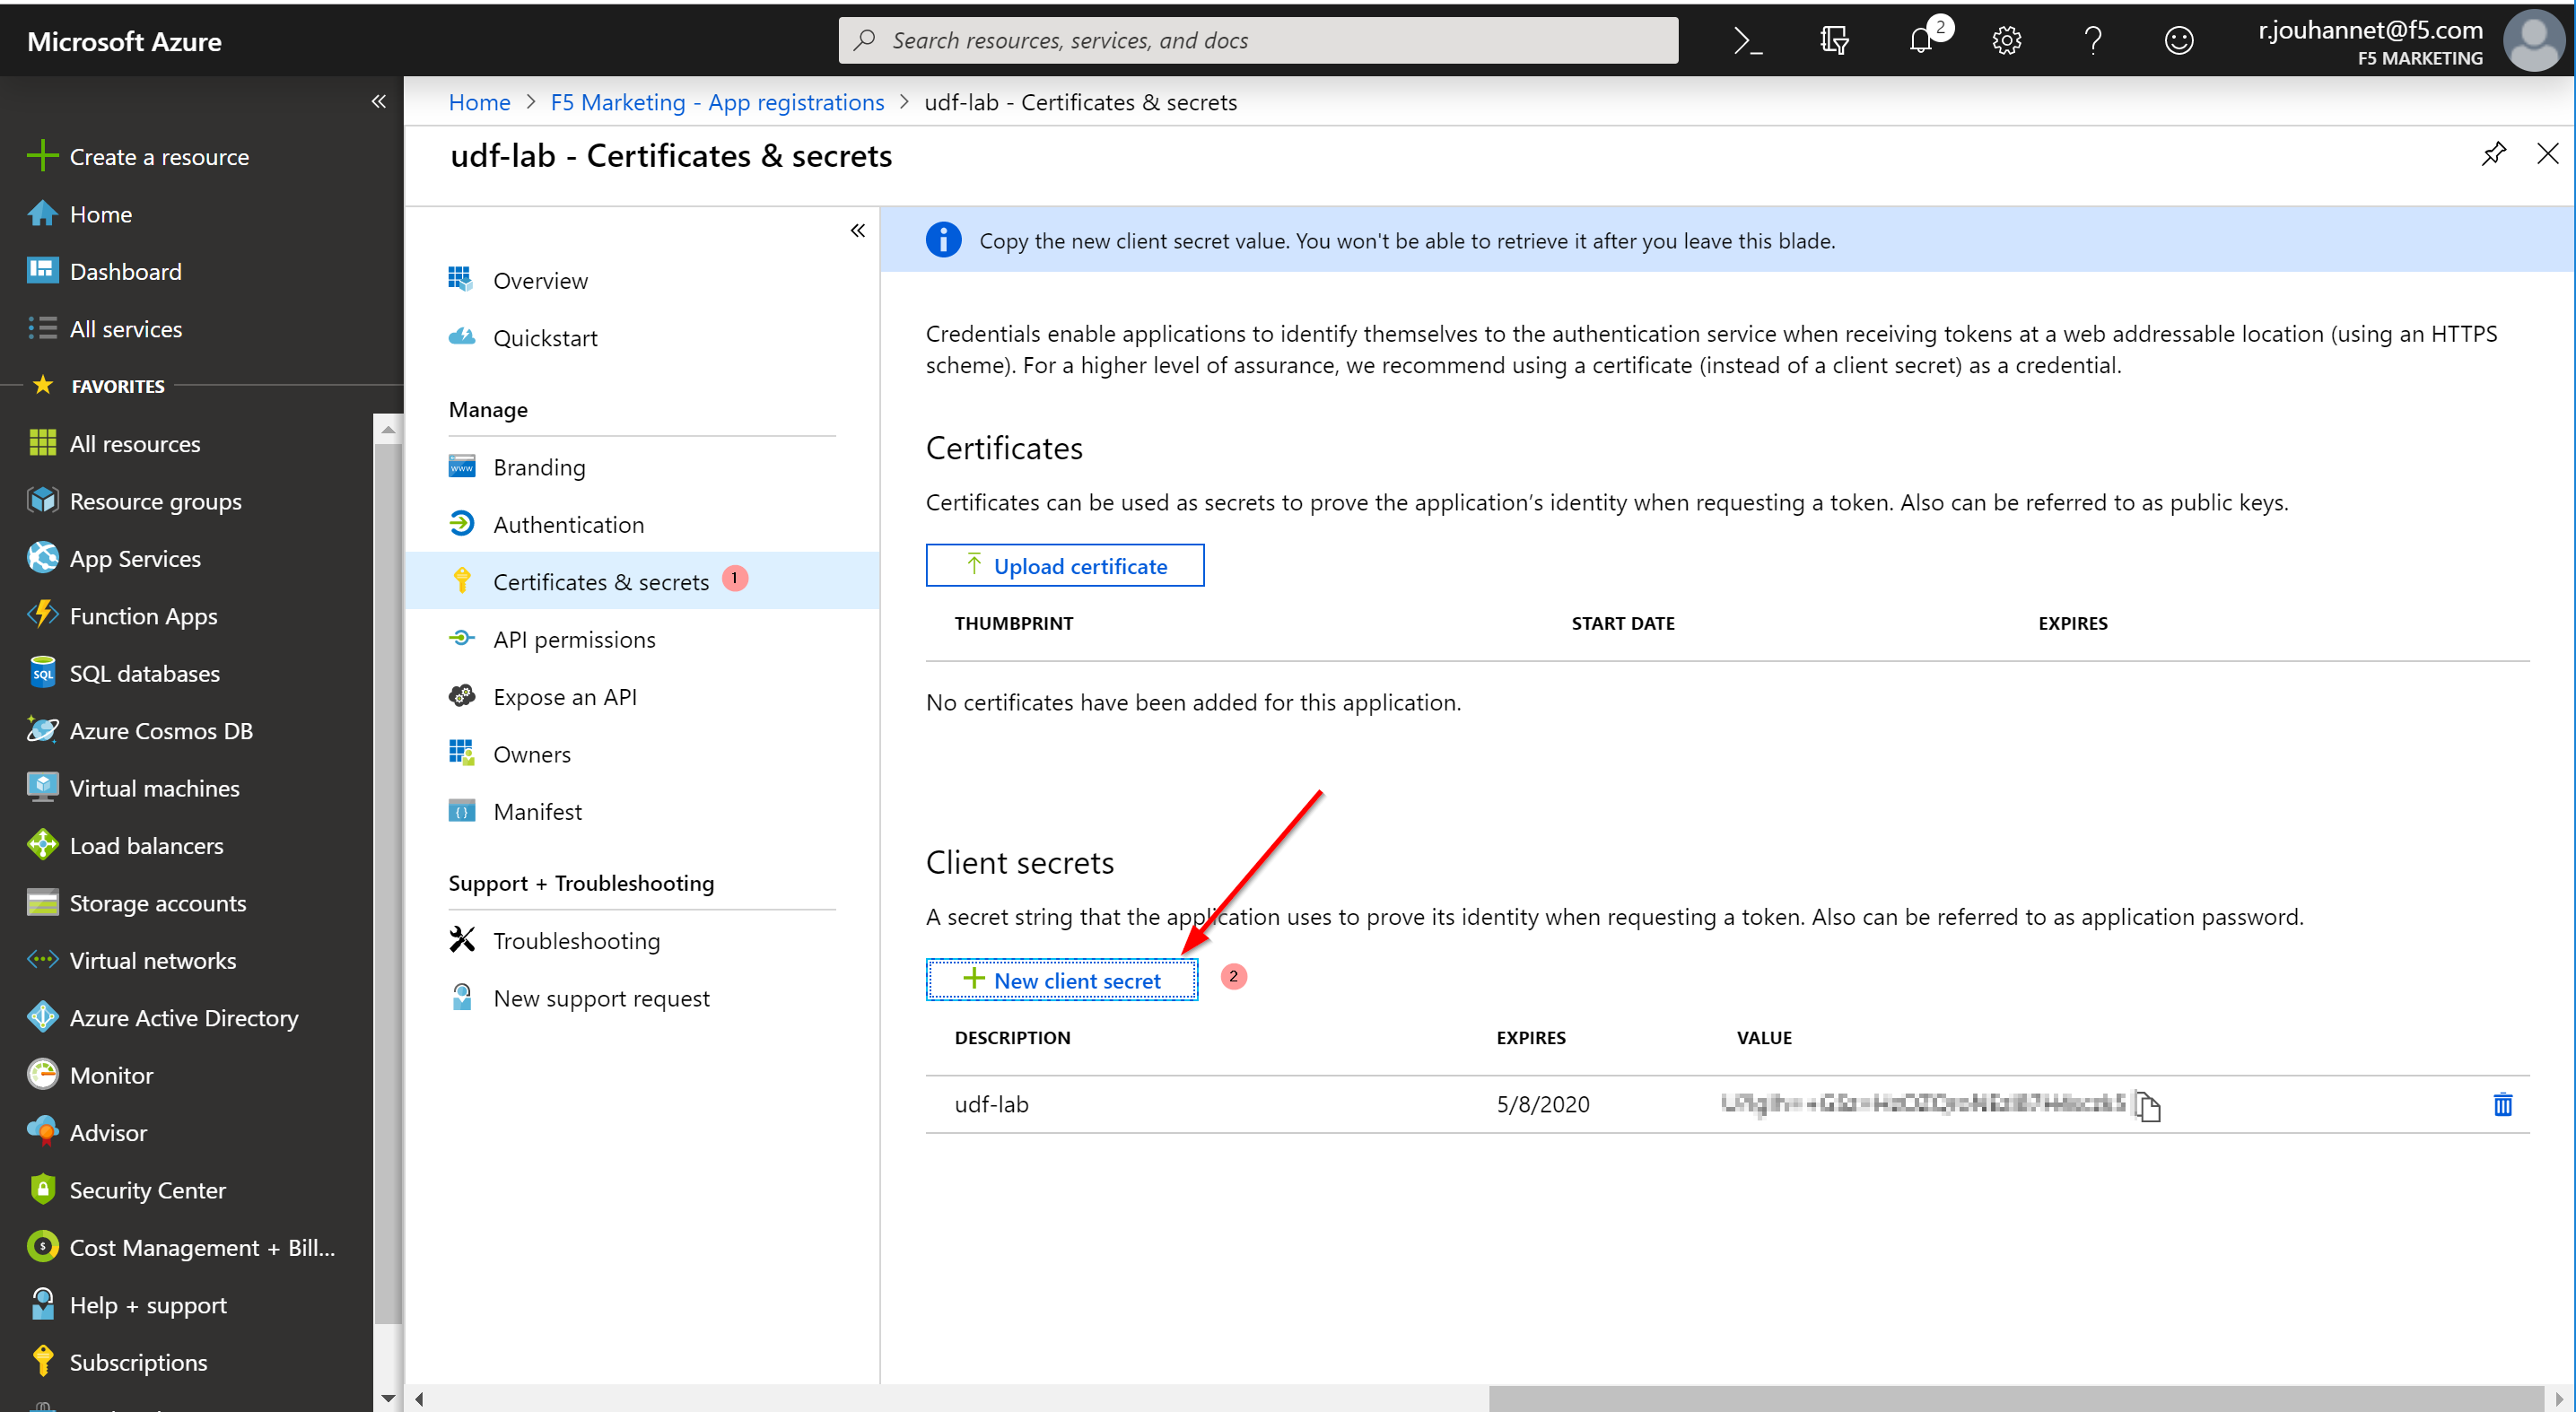 Microsoft Azure
Search resources, services, and docs
2
r.jouhannet@f5.com
F5 MARKETING
Create a resource
Home
Dashboard
All services
FAVORITES
All resources
Resource groups
App Services
Function Apps
SQL
SQL databases
Azure Cosmos DB
Virtual machines
Load balancers
Storage accounts
Virtual networks
Azure Active Directory
Monitor
Advisor
Security Center
Cost Management + Bill...
Help + support
Subscriptions
Home > F5 Marketing - App registrations > udf-lab - Certificates & secrets
udf-lab - Certificates & secrets
Overview
Quickstart
Manage
www
Branding
Authentication
Certificates & secrets 1
API permissions
Expose an API
Owners
Manifest
Support + Troubleshooting
Troubleshooting
New support request
Copy the new client secret value. You won't be able to retrieve it after you leave this blade.
Credentials enable applications to identify themselves to the authentication service when receiving tokens at a web addressable location (using an HTTPS
scheme). For a higher level of assurance, we recommend using a certificate (instead of a client secret) as a credential.
Certificates
Certificates can be used as secrets to prove the application’s identity when requesting a token. Also can be referred to as public keys.
Upload certificate
THUMBPRINT START DATE EXPIRES
No certificates have been added for this application.
Client secrets
A secret string that the application uses to prove its identity when requesting a token. Also can be referred to as application password.
New client secret 2
DESCRIPTION EXPIRES VALUE
udf-lab 5/8/2020